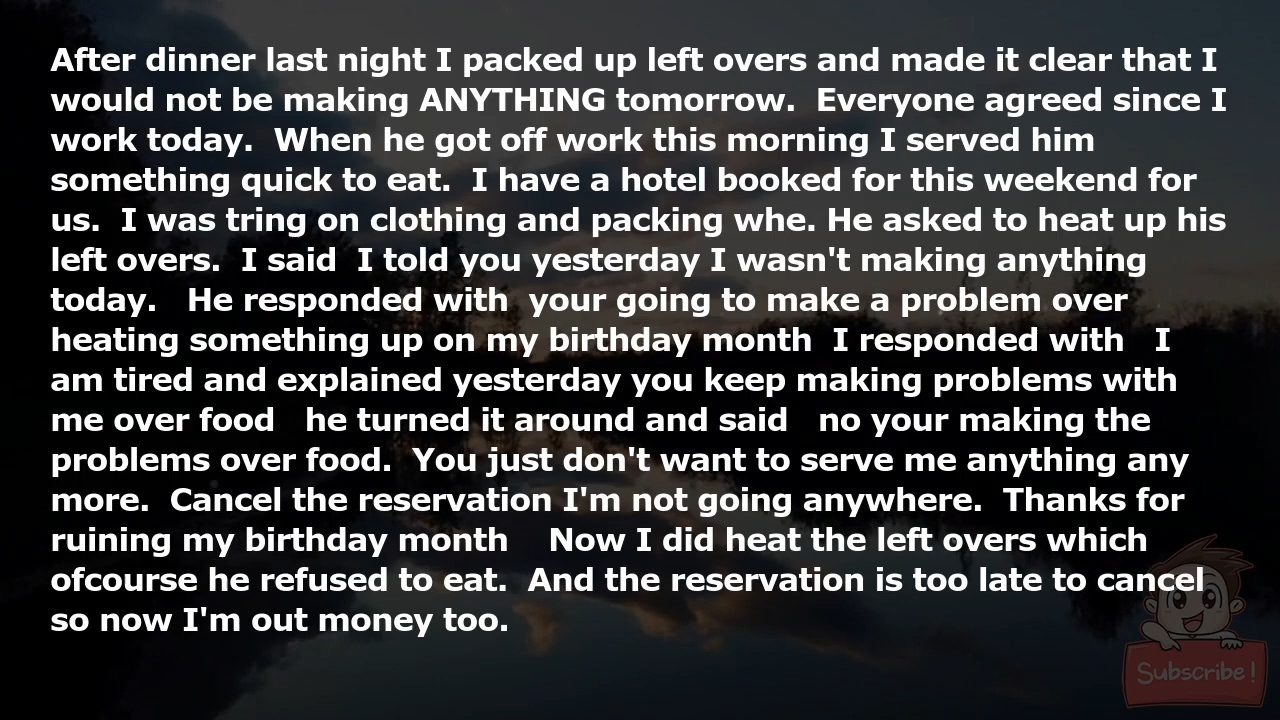 After dinner last night I packed up left overs and made it clear that I
would not be making ANYTHING tomorrow.  Everyone agreed since I
work today.  When he got off work this morning I served him
something quick to eat.  I have a hotel booked for this weekend for
us.  I was tring on clothing and packing whe. He asked to heat up his
left overs.  I said  I told you yesterday I wasn't making anything
today.   He responded with  your going to make a problem over
heating something up on my birthday month  I responded with   I
am tired and explained yesterday you keep making problems with
me over food   he turned it around and said   no your making the
problems over food.  You just don't want to serve me anything any
more.  Cancel the reservation I'm not going anywhere.  Thanks for
ruining my birthday month    Now I did heat the left overs which
ofcourse he refused to eat.  And the reservation is too late to cancel
so now I'm out money too.
Subscribe!